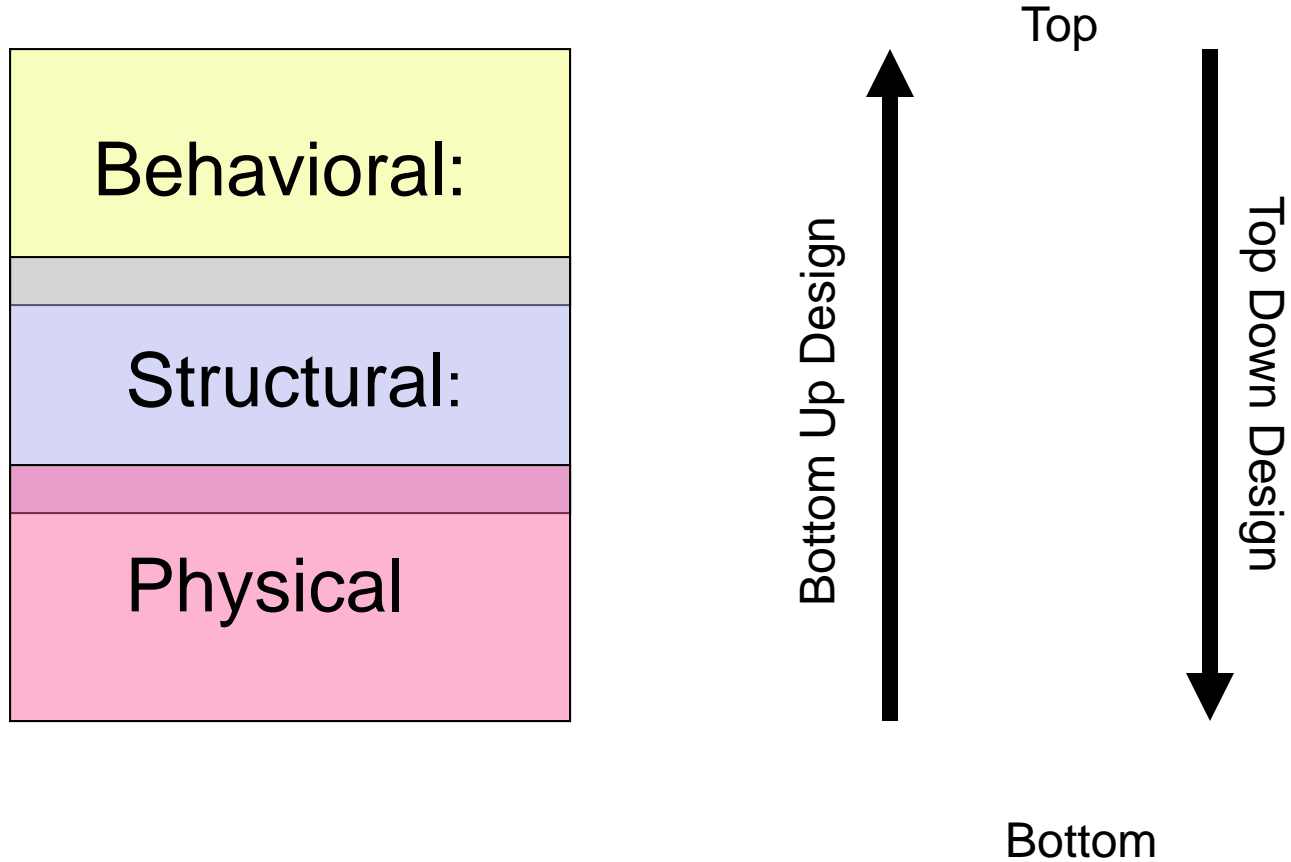 Top
Behavioral:
Structural:
Physical
Bottom Up Design
Top Down Design
Bottom